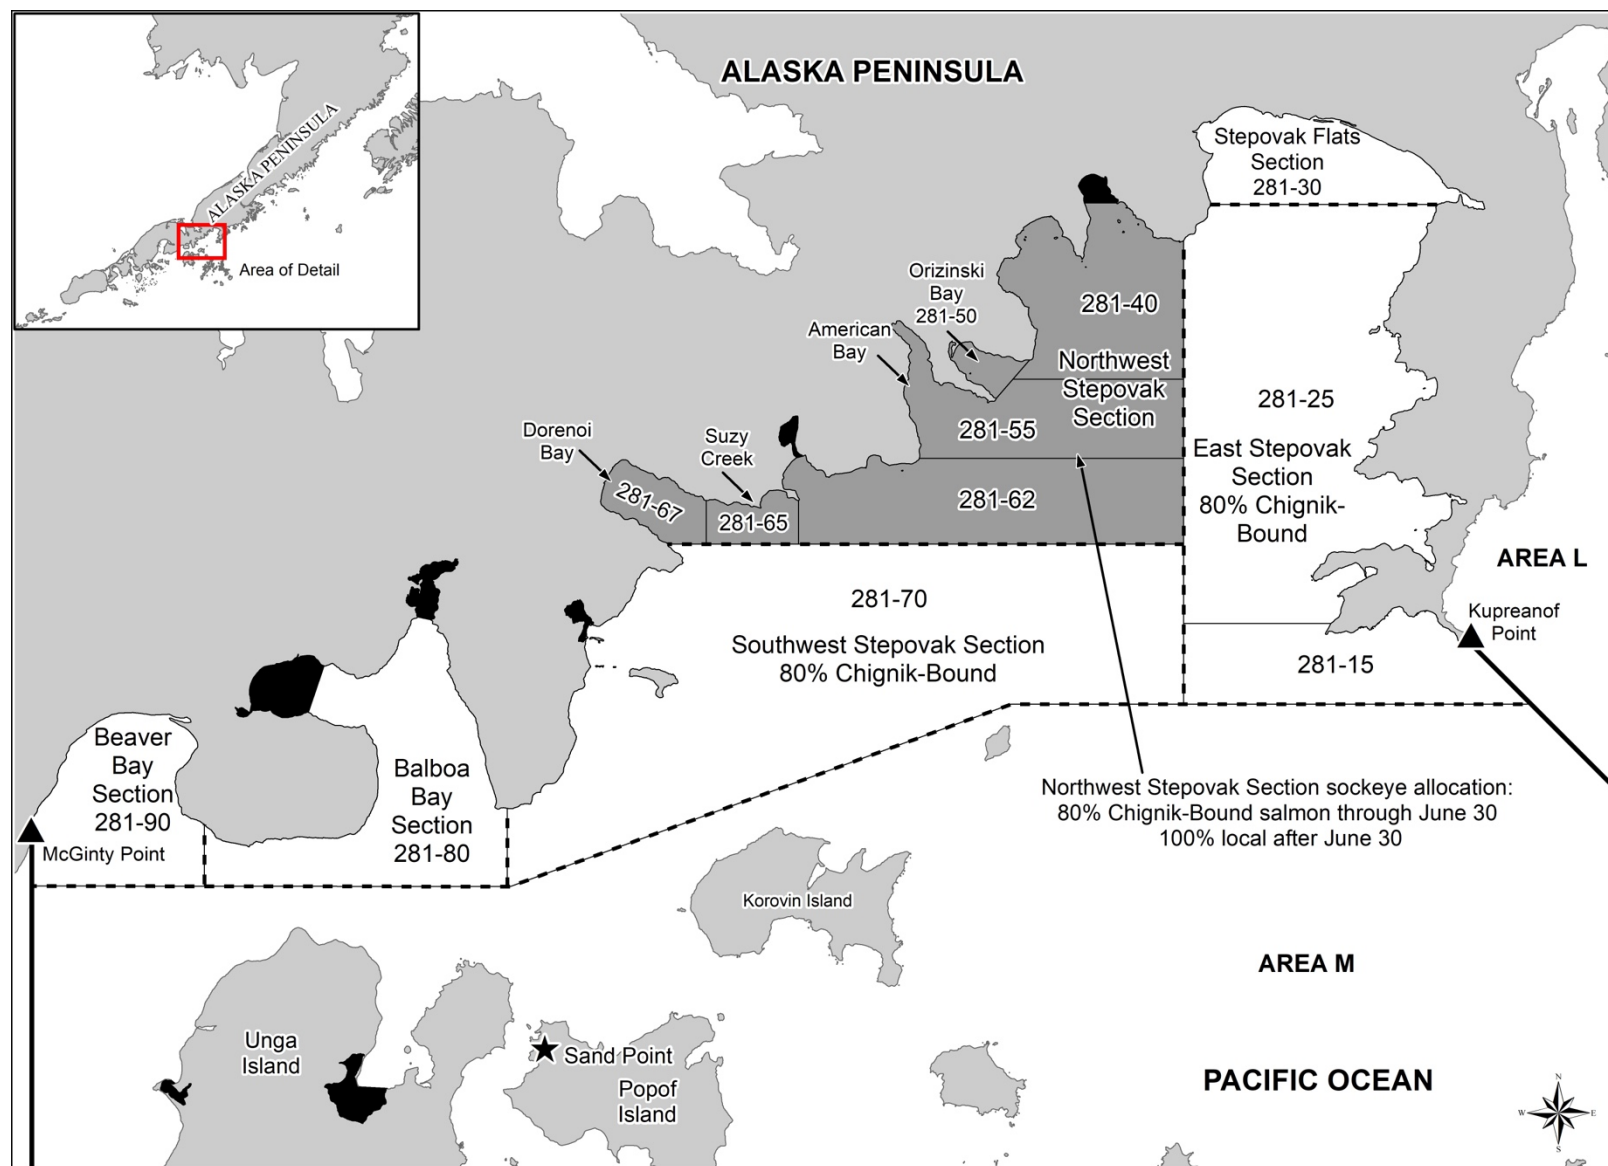 ALASKA PENINSULA
ALASKA PENINSULA
Area of Detail
Stepovak Flats
Section
281-30
Orizinski
Bay
281-50
281-40
American
Bay
Northwest
Stepovak
Section
281-25
East Stepovak
Section
80% Chignik-
Bound
281-55
Dorenoi
Bay
Suzy
Creek
281-67
281-65
281-62
AREA L
Kupreanof
Point
281-70
Southwest Stepovak Section
80% Chignik-Bound
281-15
Beaver
Bay
Section
281-90
McGinty Point
Balboa
Bay
Section
281-80
Northwest Stepovak Section sockeye allocation:
80% Chignik-Bound salmon through June 30
100% local after June 30
Korovin Island
AREA M
Unga
Island
Sand Point
Popof
Island
PACIFIC OCEAN
N
W
E
S